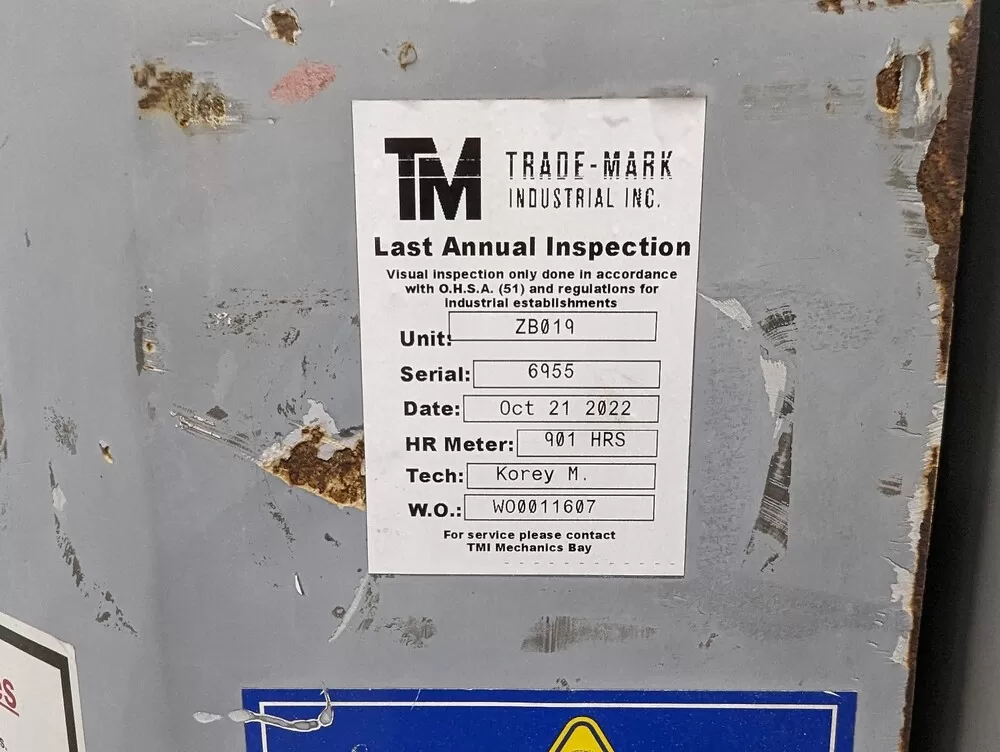 TM
TRADE-MARK
INDUSTRIAL INC.
Last Annual Inspection
Visual inspection only done in accordance
with O.H.S.A. (51) and regulations for
industrial establishments
Unit: ZB019
Serial: 6955
Date: Oct 21 2022
HR Meter: 901 HRS
Tech: Korey M.
W.O.: WO0011607
For service please contact
TMI Mechanics Bay